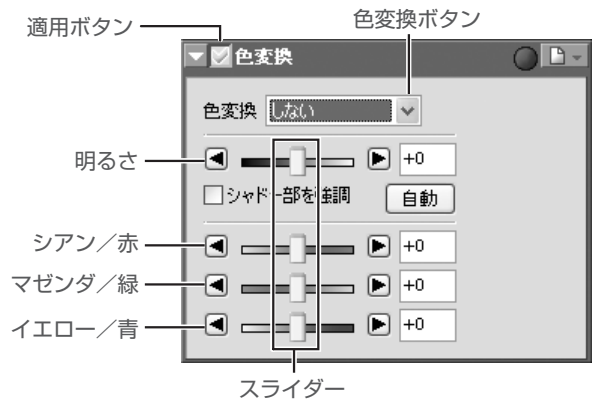 適用ボタン
色変換ボタン
色変換
色変換 しない
明るさ
+0
シャドー部を強調
自動
シアン／赤
+0
マゼンダ／緑
+0
イエロー／青
+0
スライダー